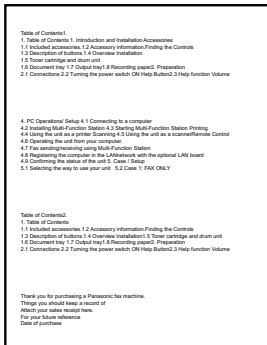 Table of Contents1.
1. Table of Contents 1. Introduction and Installation Accessories
1.1 Included accessories.1.2 Accessory information.Finding the Controls
1.3 Description of buttons.1.4 Overview Installation
1.5 Toner cartridge and drum unit
1.6 Document tray 1.7 Output tray1.8 Recording paper2. Preparation
2.1 Connections 2.2 Turning the power switch ON Help Button2.3 Help function Volume
4. PC Operations/ Setup 4.1 Connecting to a computer
4.2 Installing Multi-Function Station 4.3 Starting Multi-Function Station Printing
4.4 Using the unit as a printer Scanning 4.5 Using the unit as a scannerRemote Control
4.6 Operating the unit from your computer.
4.7 Fax sending/receiving using Multi-Function Station
4.8 Registering the computer in the LANnetwork with the optional LAN board
4.9 Confirming the status of the unit 5. Case / Setup
5.1 Selecting the way to use your unit   5.2 Case 1: FAX ONLY
Table of Contents2.
1. Table of Contents
1.1 Included accessories.1.2 Accessory information.Finding the Controls
1.3 Description of buttons.1.4 Overview Installation1.5 Toner cartridge and drum unit
1.6 Document tray 1.7 Output tray1.8 Recording paper2. Preparation
2.1 Connections 2.2 Turning the power switch ON Help Button2.3 Help function Volume
Thank you for purchasing a Panasonic fax machine.
Things you should keep a record of
Attach your sales receipt here.
For your future reference
Date of purchase